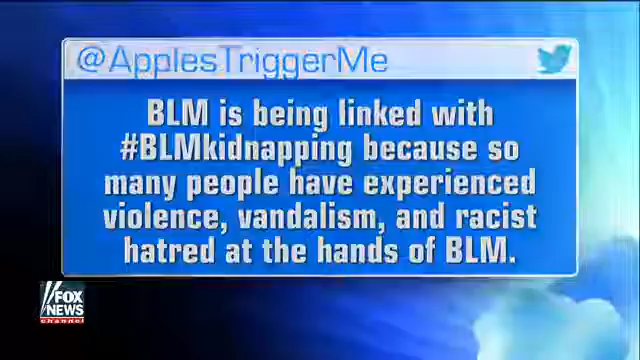 @ApplesTriggerMe
BLM is being linked with
#BLMkidnapping because so
many people have experienced
violence, vandalism, and racist
hatred at the hands of BLM.
FOX
NEWS
channel